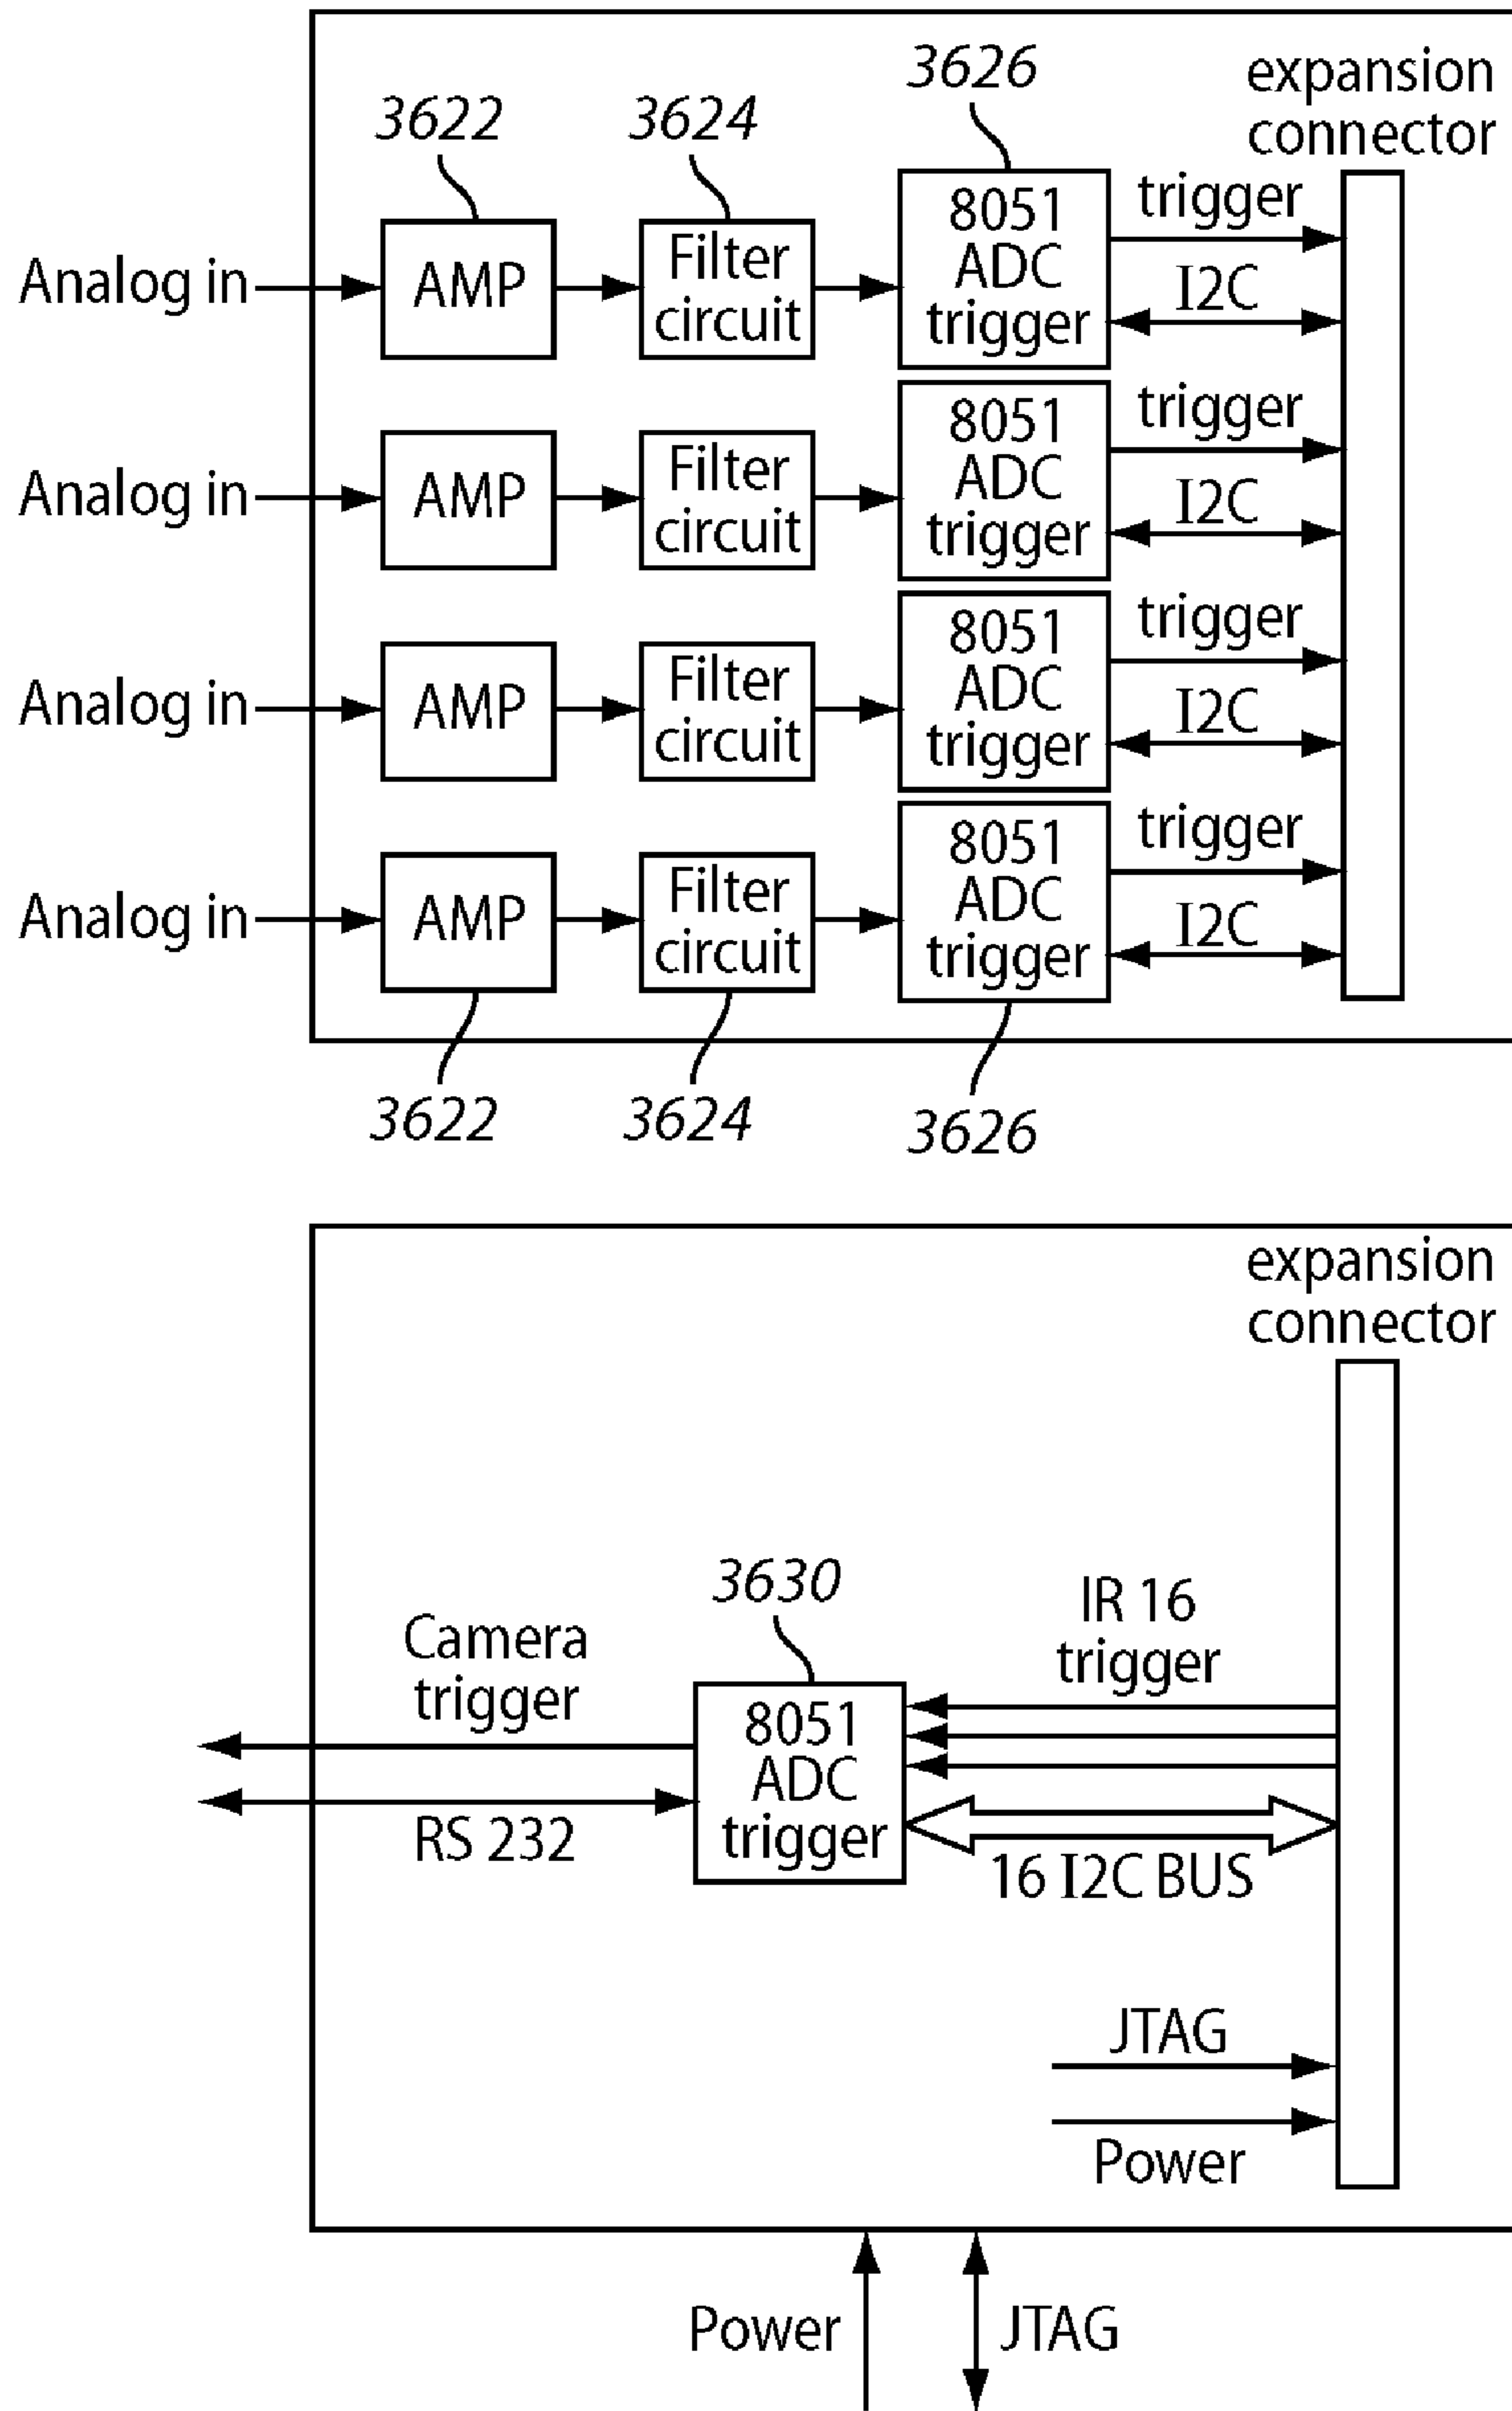 3626
expansion
connector
3622
3624
Analog in
AMP
Filter
circuit
8051
ADC
trigger
trigger
I2C
Analog in
AMP
Filter
circuit
8051
ADC
trigger
trigger
I2C
Analog in
AMP
Filter
circuit
8051
ADC
trigger
trigger
I2C
Analog in
AMP
Filter
circuit
8051
ADC
trigger
trigger
I2C
3622
3624
3626
expansion
connector
3630
Camera
trigger
RS 232
8051
ADC
trigger
IR 16
trigger
16 I2C BUS
JTAG
Power
Power
JTAG